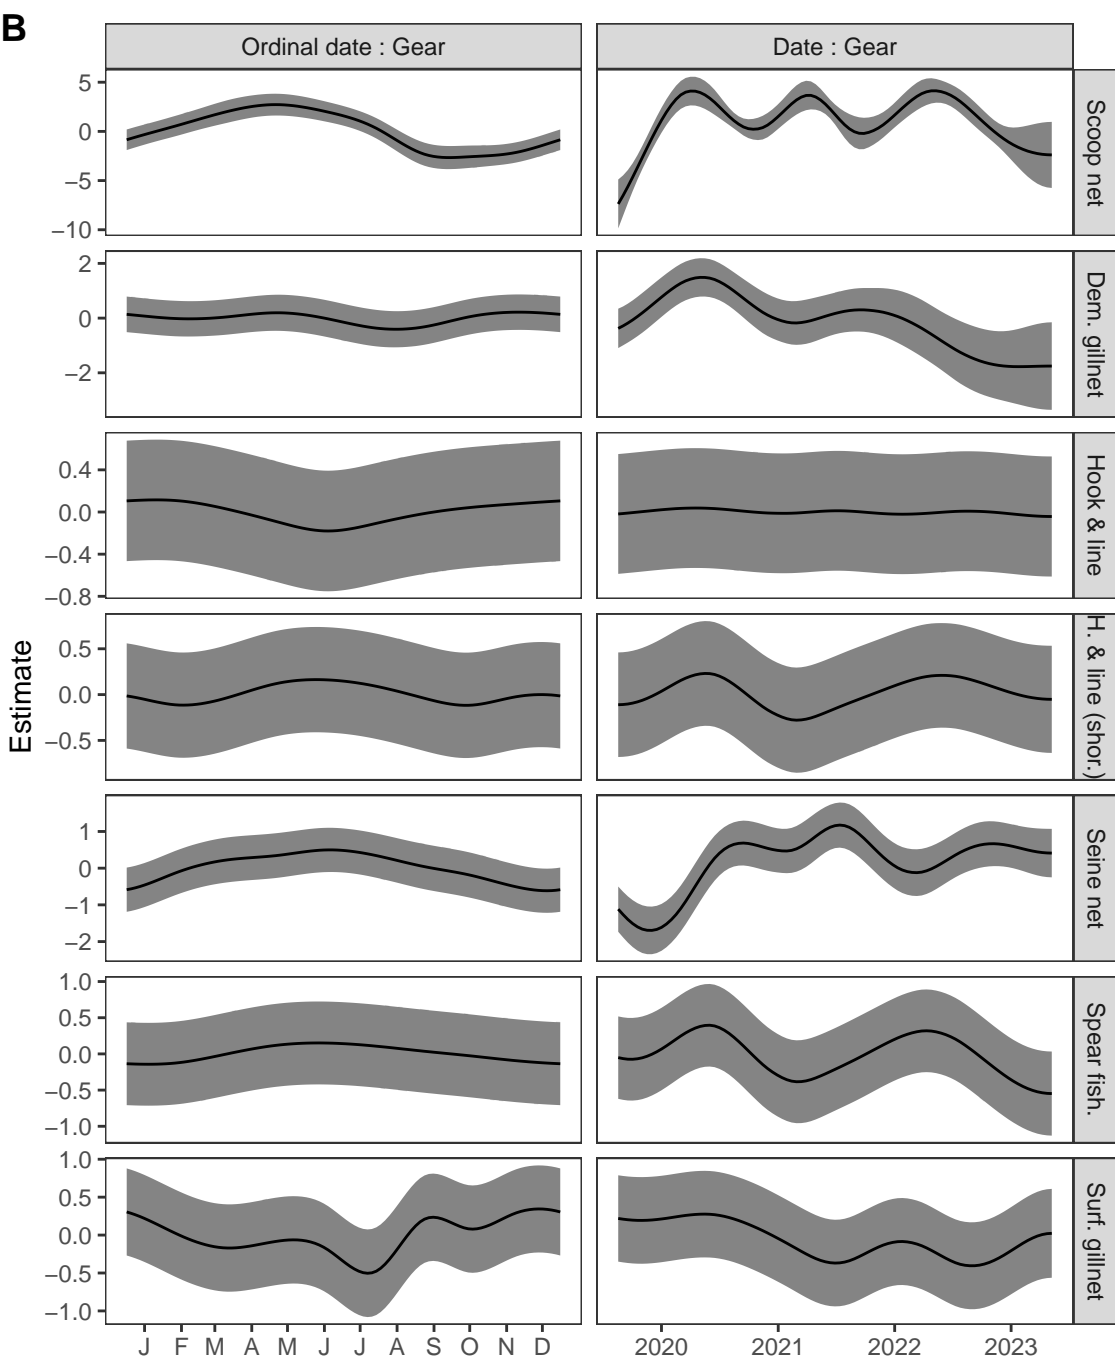 B
Ordinal date : Gear
Date : Gear
Estimate
5
0
−5
−10
Scoop net
2
0
−2
Dem. gillnet
0.4
0.0
−0.4
−0.8
Hook & line
0.5
0.0
−0.5
H. & line (shor.)
1
0
−1
−2
Seine net
1.0
0.5
0.0
−0.5
−1.0
Spear fish.
1.0
0.5
0.0
−0.5
−1.0
Surf. gillnet
J F M A M J J A S O N D
2020 2021 2022 2023